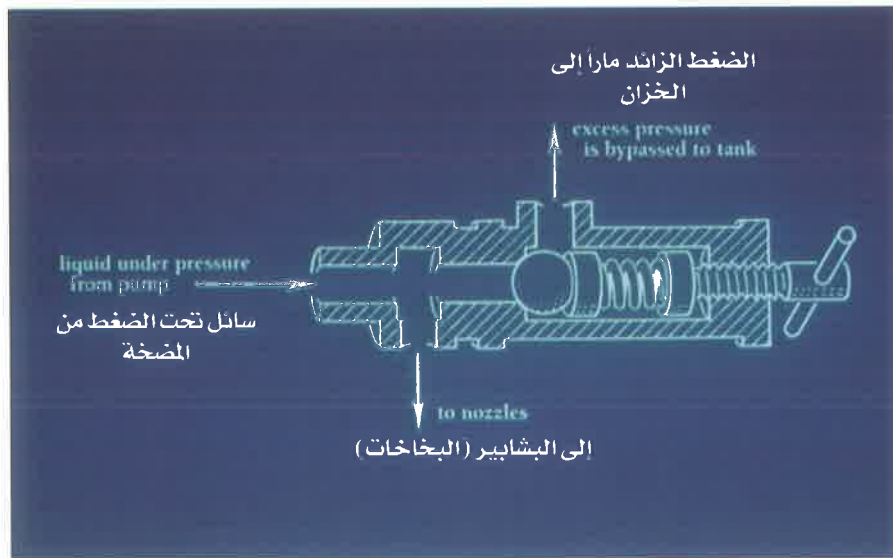 الضغط الزائد ماراً إلى
الخزان
excess pressure
is bypassed to tank
liquid under pressure
from pump
سائل تحت الضغط من
المضخة
to nozzles
إلى البشابير (البخاخات)